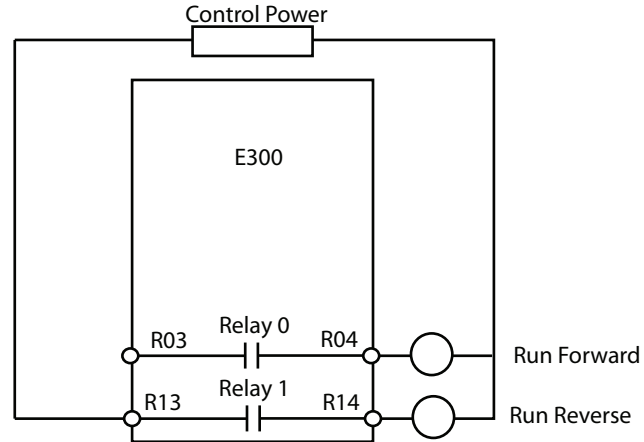 Control Power
E300
Relay 0
R03 R04
Run Forward
Relay 1
R13 R14
Run Reverse